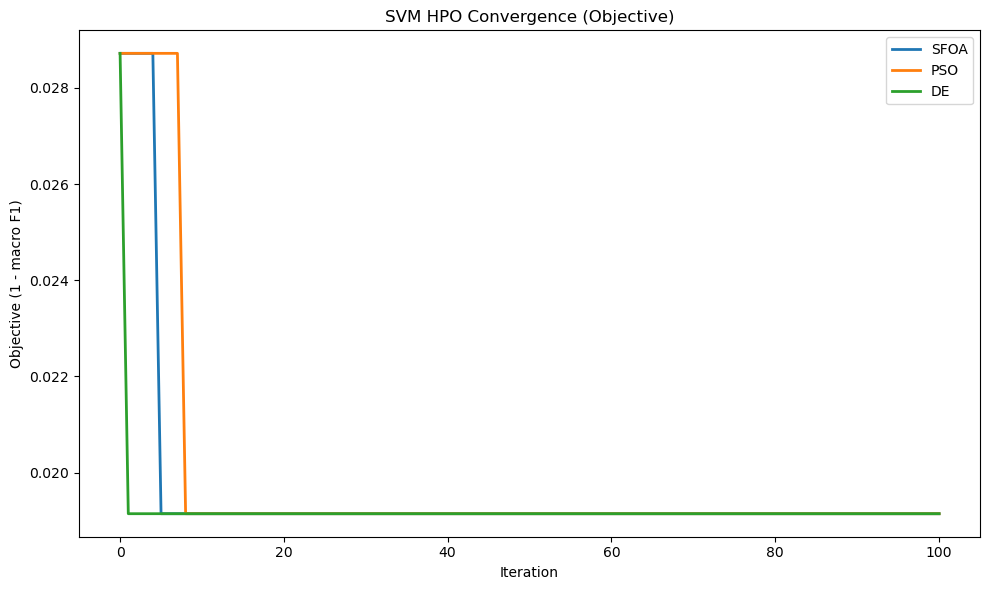 SVM HPO Convergence (Objective)
SFOA
PSO
DE
Objective (1 - macro F1)
0.028
0.026
0.024
0.022
0.020
0 20 40 60 80 100
Iteration